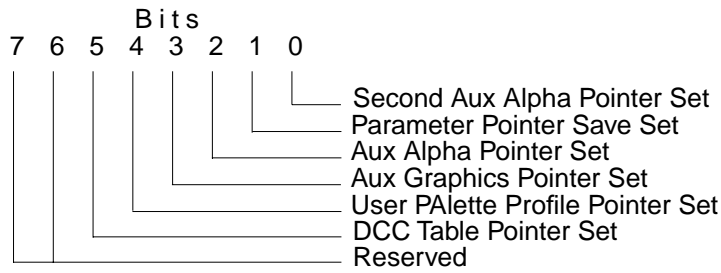 Bits
7 6 5 4 3 2 1 0
Second Aux Alpha Pointer Set
Parameter Pointer Save Set
Aux Alpha Pointer Set
Aux Graphics Pointer Set
User PAlette Profile Pointer Set
DCC Table Pointer Set
Reserved